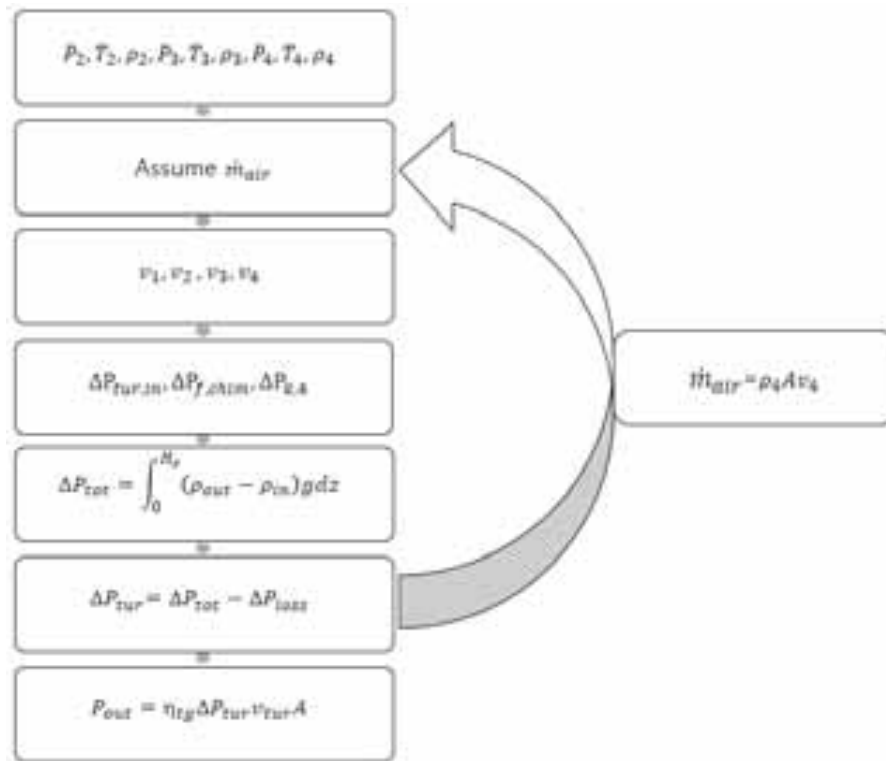 P₂, T₂, ρ₂, P₃, T₃, ρ₃, P₄, T₄, ρ₄
Assume ṁ_air
v₁, v₂, v₃, v₄
ΔP_tur,in, ΔP_f,chim, ΔP_k,4
ΔP_tot = ∫₀^{H_c} (ρ_out − ρ_in)gdz
ΔP_tur = ΔP_tot − ΔP_loss
P_out = η_tg ΔP_tur v_tur A
ṁ_air = ρ₄Av₄